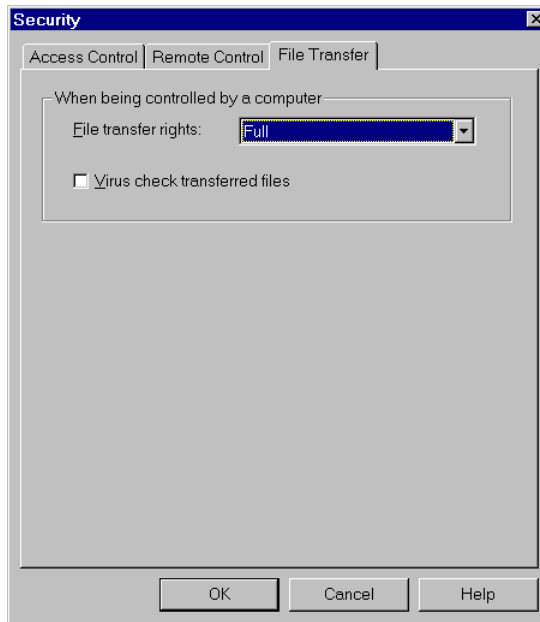 Security
Access Control Remote Control File Transfer
When being controlled by a computer
File transfer rights: Full
Virus check transferred files
OK Cancel Help